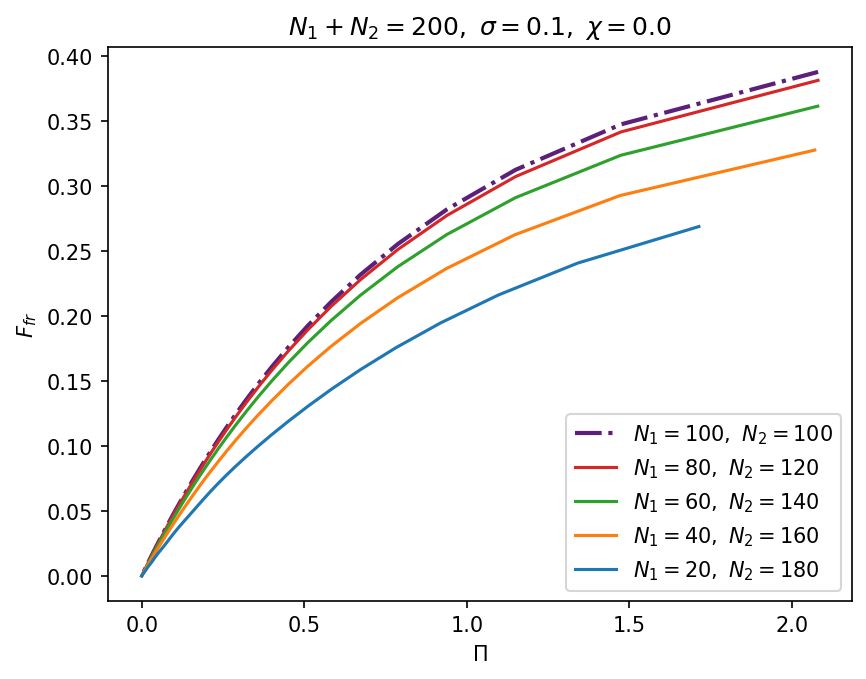 N₁ + N₂ = 200, σ = 0.1, χ = 0.0
0.40
0.35
0.30
0.25
0.20
0.15
0.10
0.05
0.00
F_fr
N₁ = 100, N₂ = 100
N₁ = 80, N₂ = 120
N₁ = 60, N₂ = 140
N₁ = 40, N₂ = 160
N₁ = 20, N₂ = 180
0.0 0.5 1.0 1.5 2.0
Π